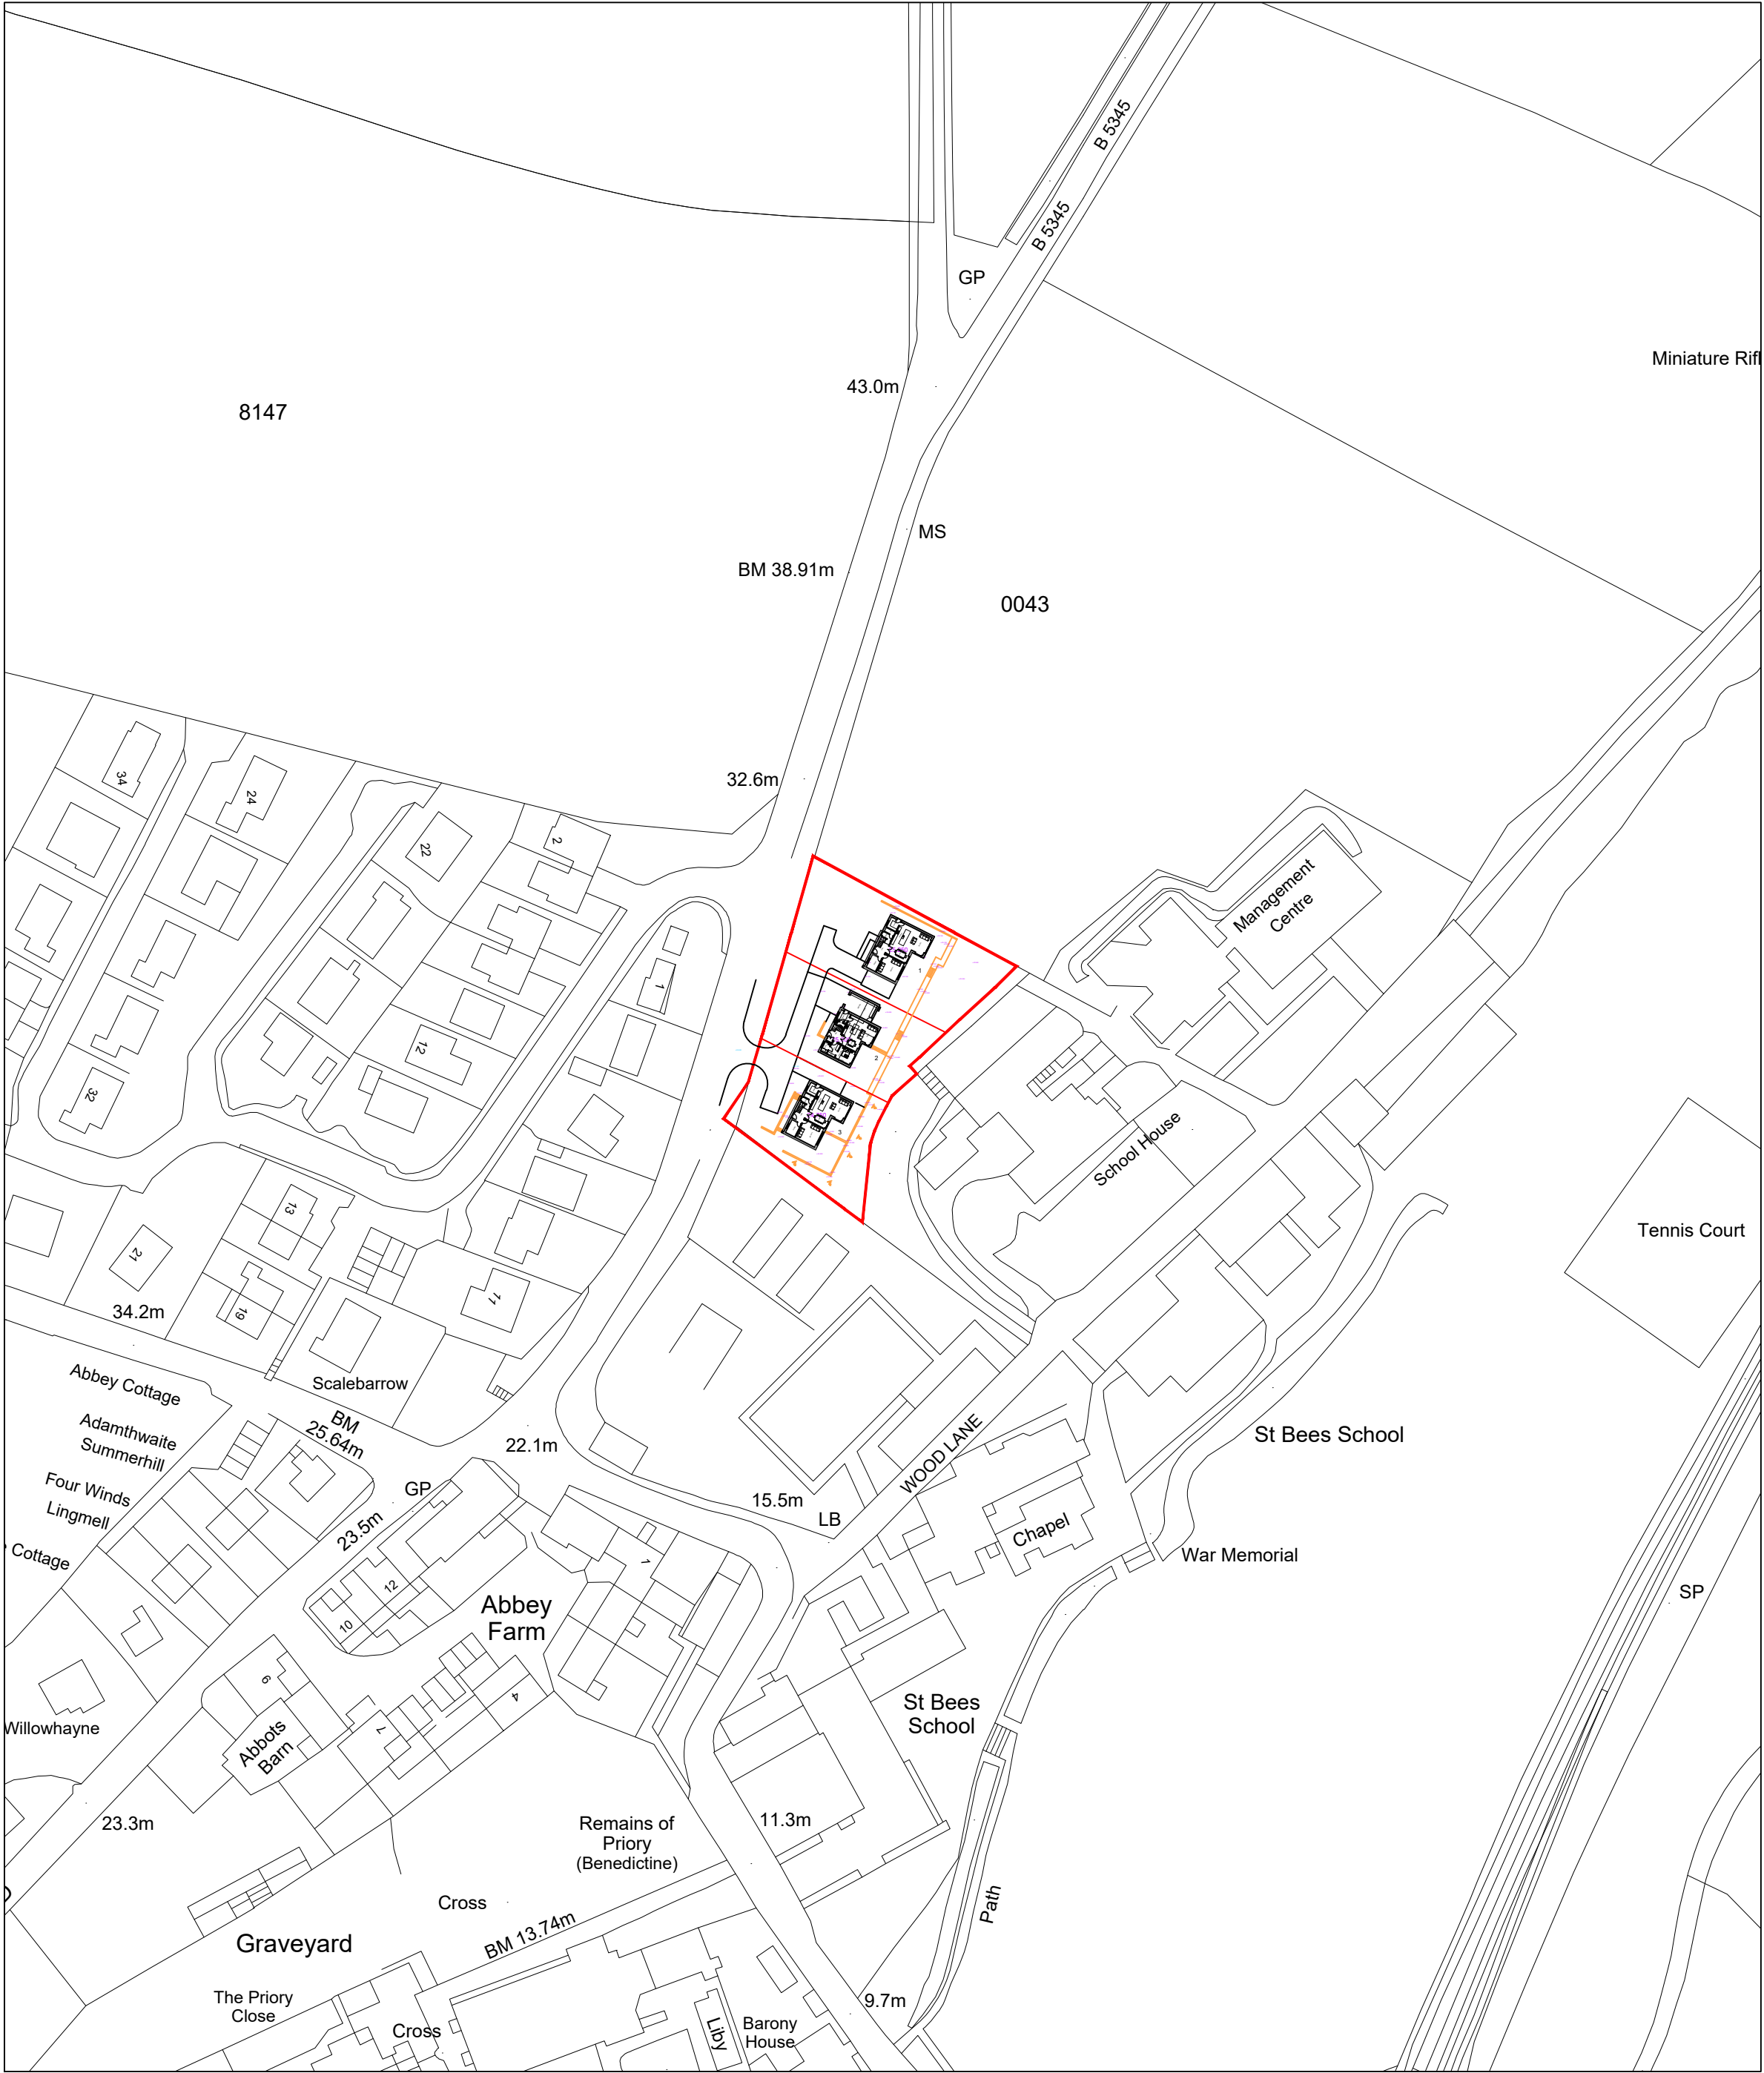 B 5345
B 5345
GP
Miniature Rifl
43.0m
8147
MS
BM 38.91m
0043
32.6m
34
24
22
2
Management
Centre
1
1
12
2
32
3
School House
13
21
Tennis Court
11
19
34.2m
Abbey Cottage
Scalebarrow
Adamthwaite
Summerhill
BM
25.64m
22.1m
St Bees School
WOOD LANE
Four Winds
Lingmell
GP
15.5m
LB
23.5m
Chapel
Cottage
War Memorial
1
12
SP
10
Abbey
Farm
6
4
St Bees
School
Willowhayne
7
Abbots
Barn
23.3m
Remains of
Priory
(Benedictine)
11.3m
Cross
Path
BM 13.74m
Graveyard
The Priory
Close
9.7m
Cross
Liby
Barony
House